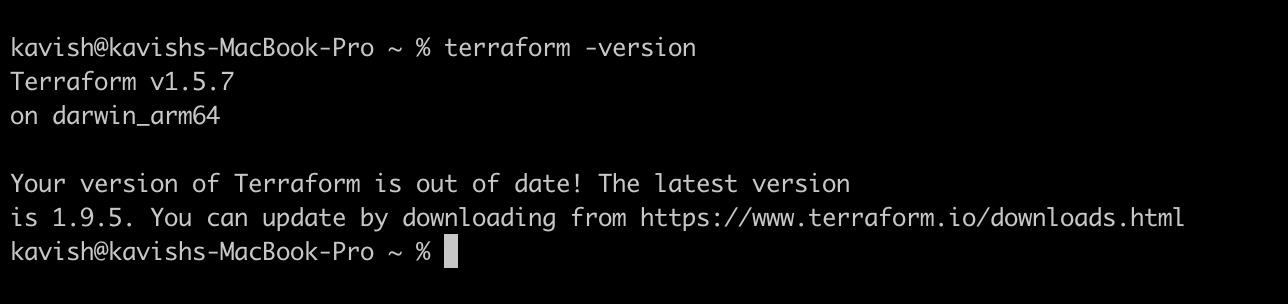 kavish@kavishs-MacBook-Pro ~ % terraform -version
Terraform v1.5.7
on darwin_arm64
Your version of Terraform is out of date! The latest version
is 1.9.5. You can update by downloading from https://www.terraform.io/downloads.html
kavish@kavishs-MacBook-Pro ~ %